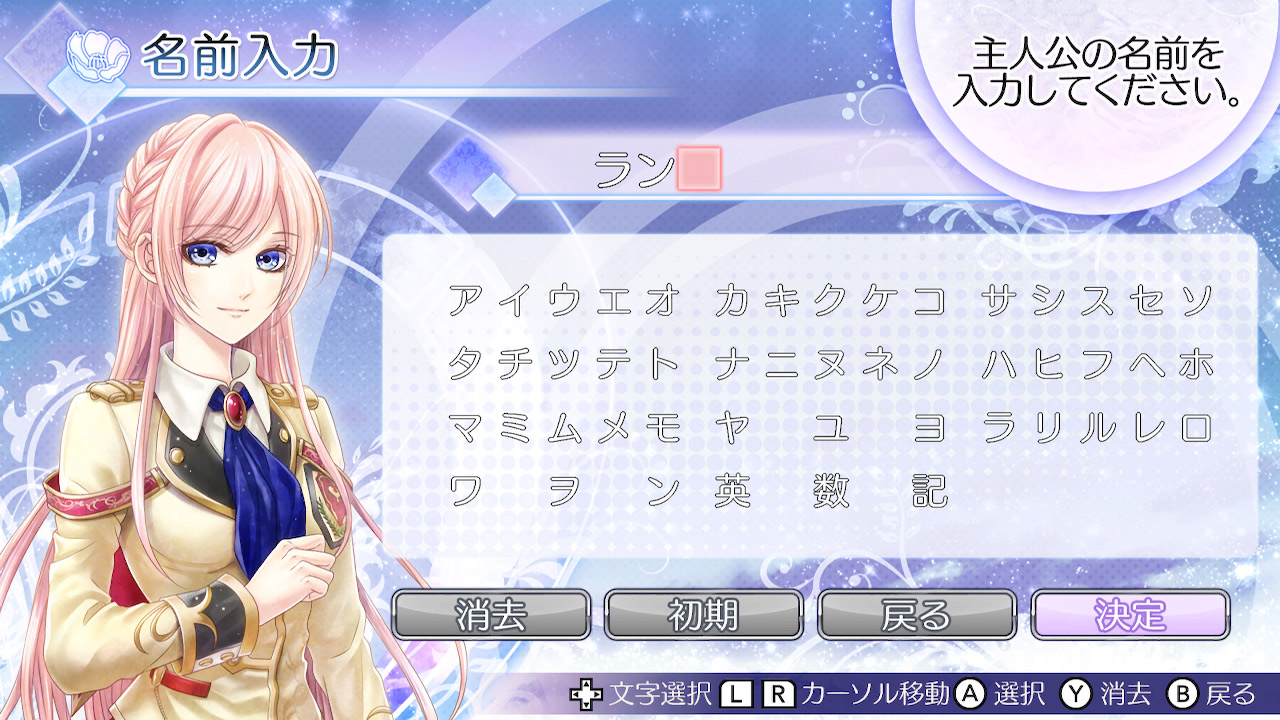 名前入力
主人公の名前を
入力してください。
ラン
アイウエオ カキクケコ サシスセソ
タチツテト ナニヌネノ ハヒフヘホ
マミムメモ ヤ ユ ヨ ラリルレロ
ワ ヲ ン 英 数 記
消去 初期 戻る 決定
文字選択 L R カーソル移動 A 選択 Y 消去 B 戻る